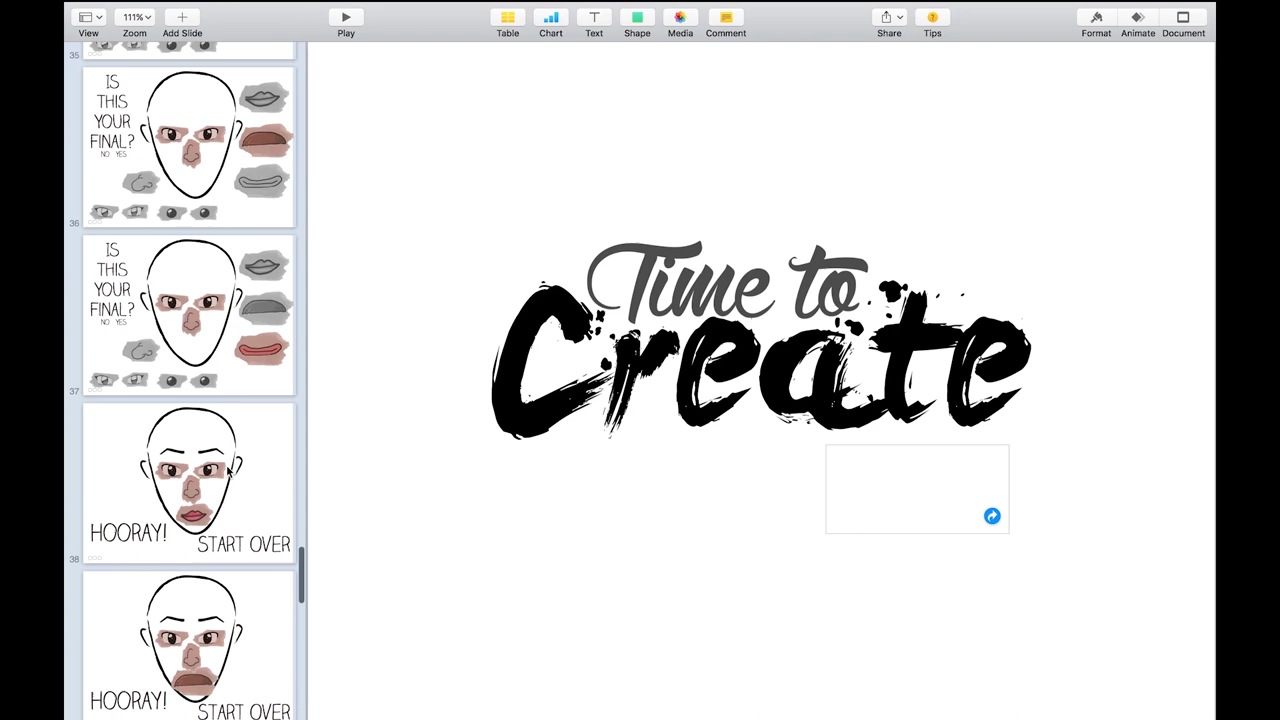 View
111%
Zoom
Add Slide
Play
Table
Chart
Text
Shape
Media
Comment
Share
Tips
Format
Animate
Document
35
IS
THIS
YOUR
FINAL?
NO YES
36
IS
THIS
YOUR
FINAL?
NO YES
37
HOORAY!
START OVER
38
HOORAY!
START OVER
Time to
Create